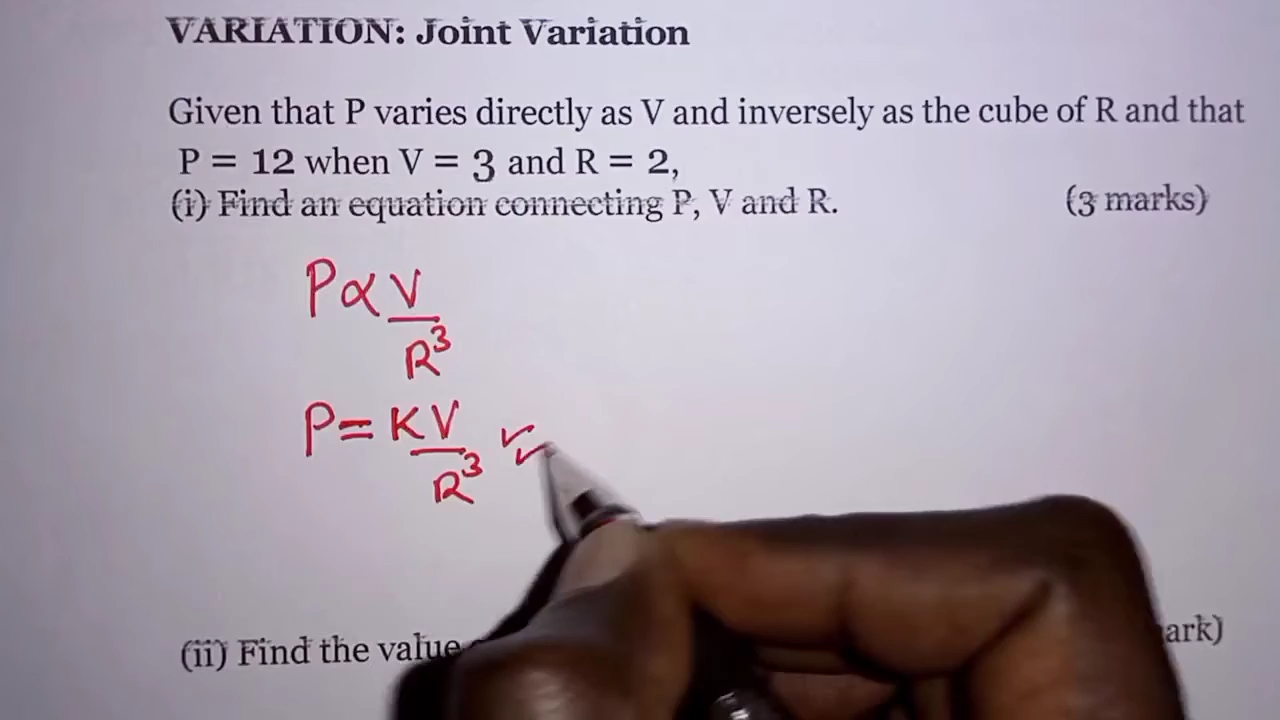 VARIATION: Joint Variation
Given that P varies directly as V and inversely as the cube of R and that
P = 12 when V = 3 and R = 2,
(i) Find an equation connecting P, V and R. (3 marks)
P ∝ V
R³
P = KV
R³
(ii) Find the value ark)